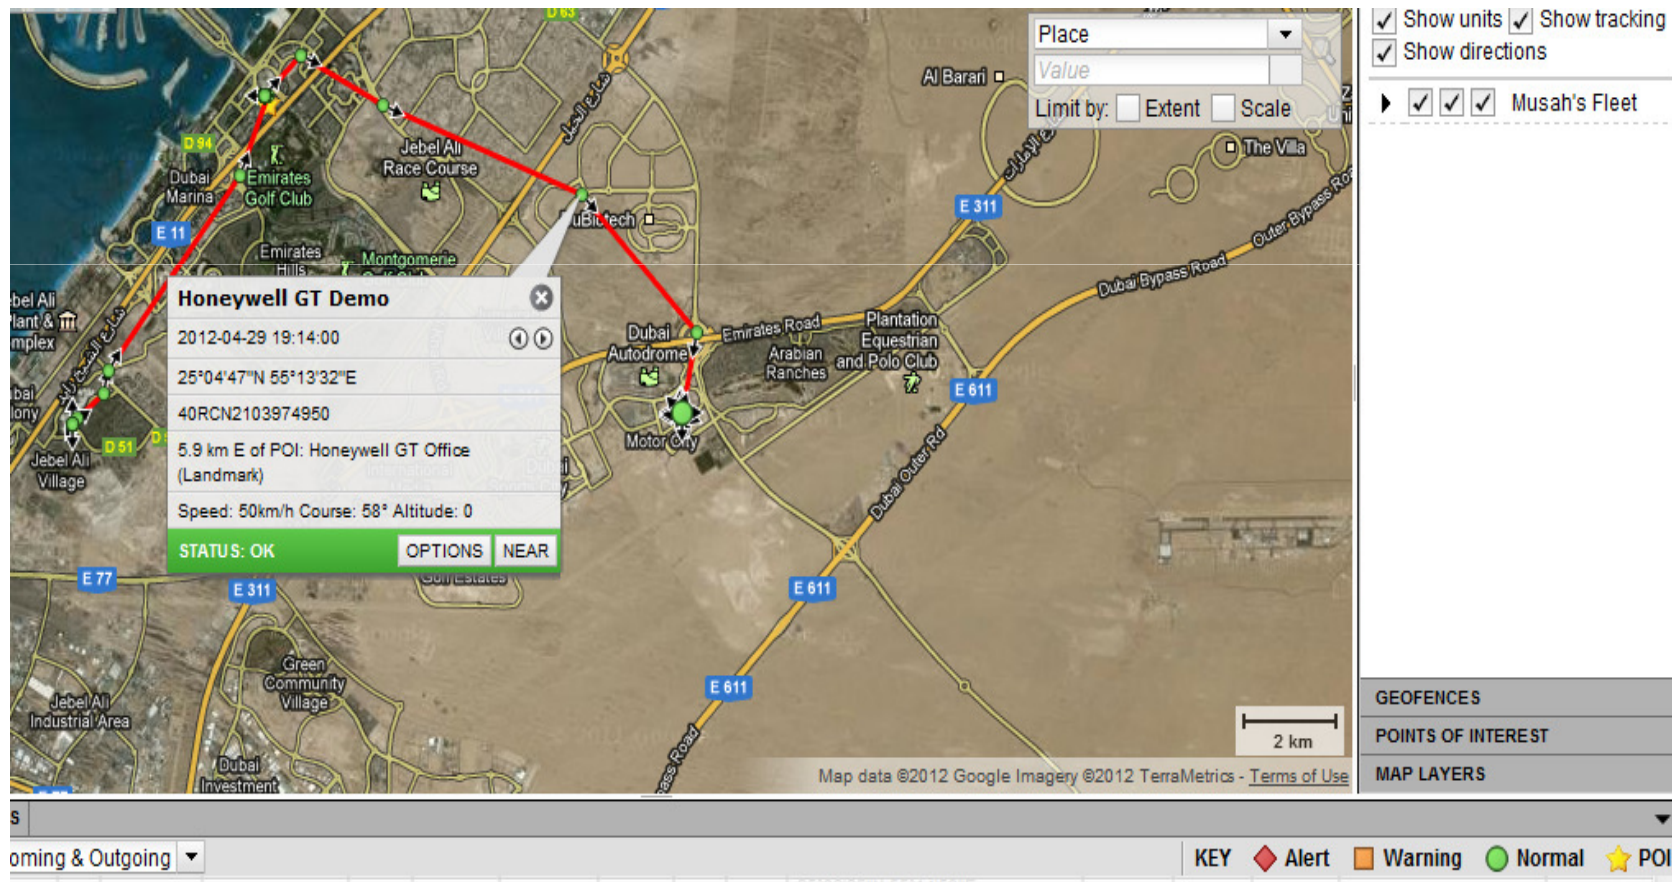 D 63
Place
Value
Limit by: Extent Scale
Show units Show tracking
Show directions
Musah's Fleet
Al Barari
The Villa
D 94
Jebel Ali
Race Course
Dubai
Marina
Emirates
Golf Club
E 11
Emirates
Hills
Montgomerie
E 311
Outer Bypass Road
Dubai Bypass Road
Honeywell GT Demo
2012-04-29 19:14:00
25°04'47"N 55°13'32"E
40RCN2103974950
5.9 km E of POI: Honeywell GT Office
(Landmark)
Speed: 50km/h Course: 58° Altitude: 0
STATUS: OK OPTIONS NEAR
Dubai
Autodrome
Emirates Road
Arabian
Ranches
Plantation
Equestrian
and Polo Club
E 611
Motor City
Dubai Outer Rd
D 51
Jebel Ali
Village
E 77
E 311
E 611
Green
Community
Village
E 611
Jebel Ali
Industrial Area
Dubai
Investment
2 km
Map data ©2012 Google Imagery ©2012 TerraMetrics - Terms of Use
GEOFENCES
POINTS OF INTEREST
MAP LAYERS
oming & Outgoing
KEY Alert Warning Normal POI